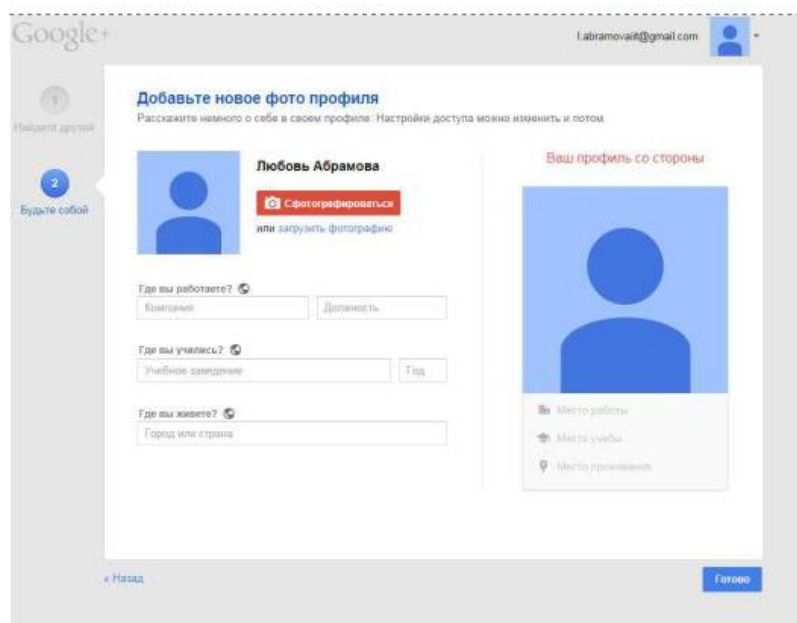 Google+
l.abramovaiit@gmail.com
1
Найдите друзей
2
Будьте собой
Добавьте новое фото профиля
Расскажите немного о себе в своем профиле. Настройки доступа можно изменить и потом.
Любовь Абрамова
Сфотографироваться
или загрузить фотографию
Где вы работаете?
Компания
Должность
Где вы учились?
Учебное заведение
Год
Где вы живете?
Город или страна
Ваш профиль со стороны
Место работы
Место учебы
Место проживания
« Назад
Готово